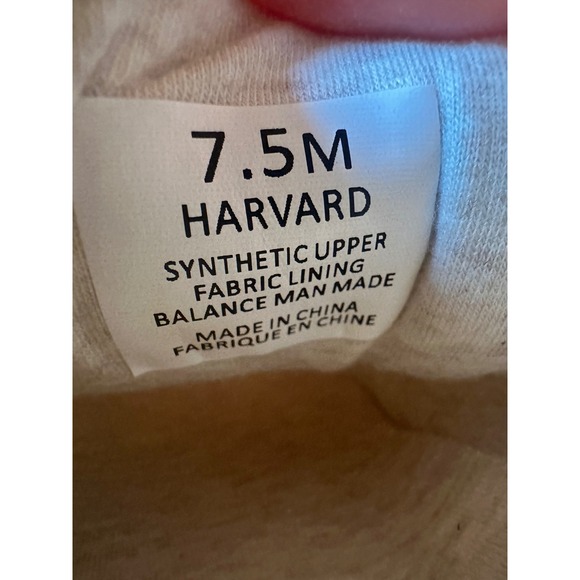 7.5M
HARVARD
SYNTHETIC UPPER
FABRIC LINING
BALANCE MAN MADE
MADE IN CHINA
FABRIQUE EN CHINE